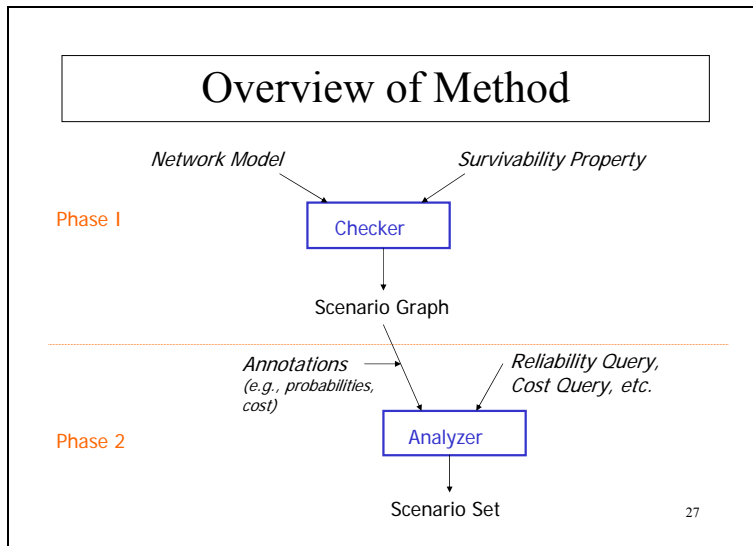 Overview of Method
Network Model
Survivability Property
Phase I
Checker
Scenario Graph
Annotations
(e.g., probabilities,
cost)
Reliability Query,
Cost Query, etc.
Phase 2
Analyzer
Scenario Set
27